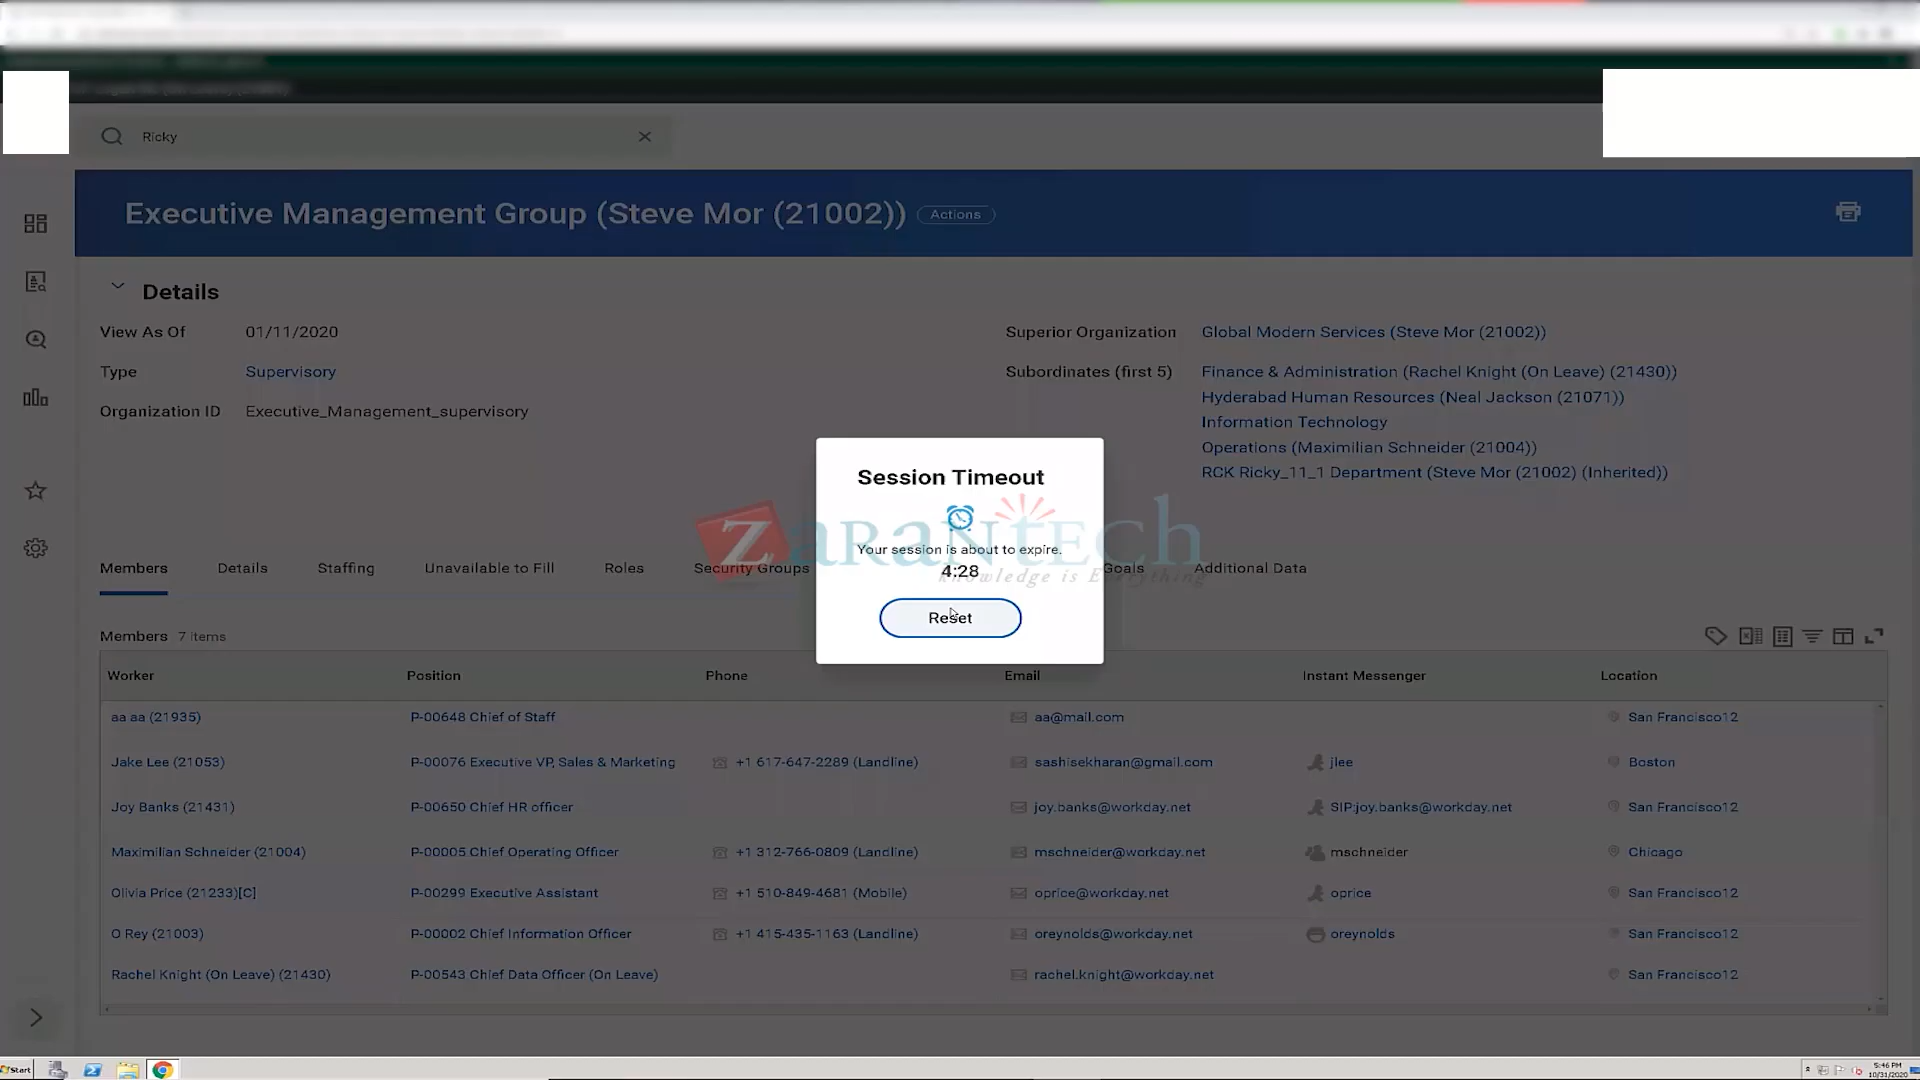 Ricky
Executive Management Group (Steve Mor (21002)) Actions
Details
View As Of 01/11/2020
Type Supervisory
Organization ID Executive_Management_supervisory
Superior Organization Global Modern Services (Steve Mor (21002))
Subordinates (first 5) Finance & Administration (Rachel Knight (On Leave) (21430))
Hyderabad Human Resources (Neal Jackson (21071))
Information Technology
Operations (Maximilian Schneider (21004))
RCK Ricky_11_1 Department (Steve Mor (21002) (Inherited))
Session Timeout
Your session is about to expire.
4:28
Reset
ZaranTech
knowledge is Everything
Members Details Staffing Unavailable to Fill Roles Security Groups Goals Additional Data
Members 7 items
Worker Position Phone Email Instant Messenger Location
aa aa (21935) P-00648 Chief of Staff aa@mail.com San Francisco12
Jake Lee (21053) P-00076 Executive VP, Sales & Marketing +1 617-647-2289 (Landline) sashisekharan@gmail.com jlee Boston
Joy Banks (21431) P-00650 Chief HR officer joy.banks@workday.net SIP:joy.banks@workday.net San Francisco12
Maximilian Schneider (21004) P-00005 Chief Operating Officer +1 312-766-0809 (Landline) mschneider@workday.net mschneider Chicago
Olivia Price (21233)[C] P-00299 Executive Assistant +1 510-849-4681 (Mobile) oprice@workday.net oprice San Francisco12
O Rey (21003) P-00002 Chief Information Officer +1 415-435-1163 (Landline) oreynolds@workday.net oreynolds San Francisco12
Rachel Knight (On Leave) (21430) P-00543 Chief Data Officer (On Leave) rachel.knight@workday.net San Francisco12
Start
5:46 PM
10/31/2020